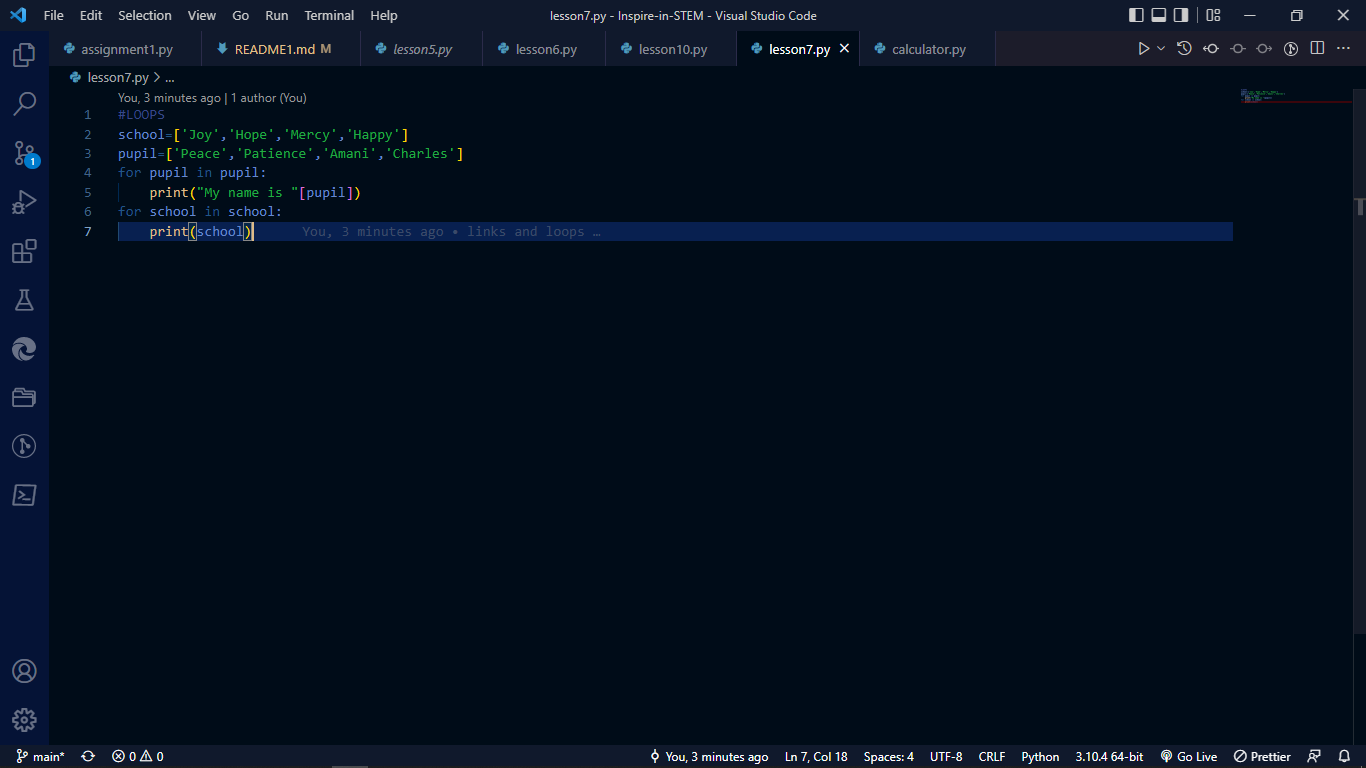 File Edit Selection View Go Run Terminal Help lesson7.py - Inspire-in-STEM - Visual Studio Code
assignment1.py README1.md M lesson5.py lesson6.py lesson10.py lesson7.py calculator.py
lesson7.py > ...
You, 3 minutes ago | 1 author (You)
1 #LOOPS
2 school=['Joy','Hope','Mercy','Happy']
3 pupil=['Peace','Patience','Amani','Charles']
4 for pupil in pupil:
5 print("My name is "[pupil])
6 for school in school:
7 print(school) You, 3 minutes ago • links and loops …
1
main* 0 0 You, 3 minutes ago Ln 7, Col 18 Spaces: 4 UTF-8 CRLF Python 3.10.4 64-bit Go Live Prettier